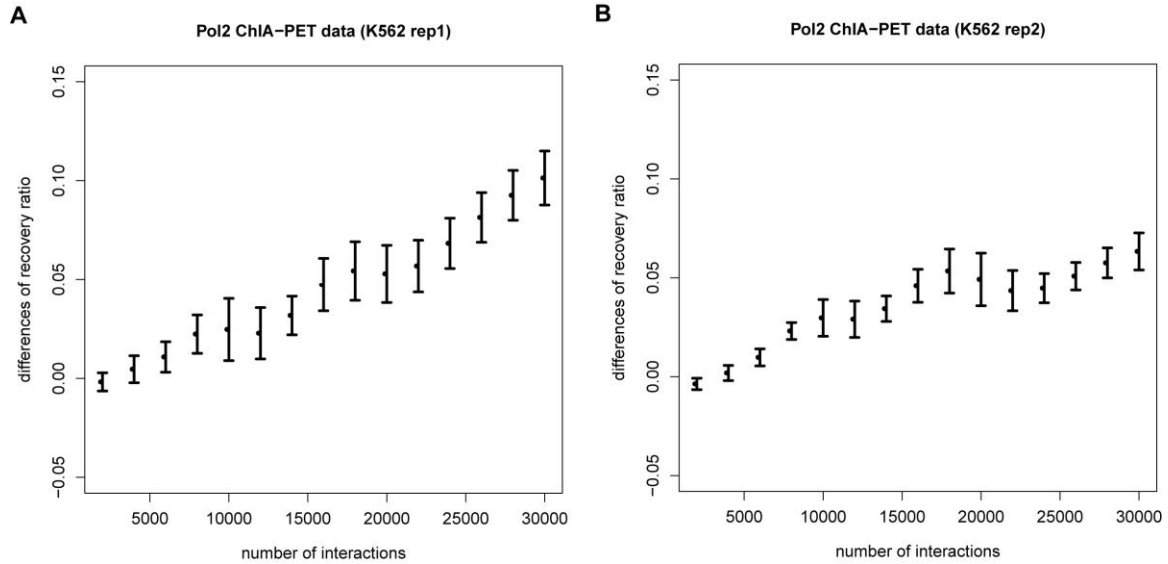 A
Pol2 ChIA−PET data (K562 rep1)
differences of recovery ratio
0.15
0.10
0.05
0.00
−0.05
5000 10000 15000 20000 25000 30000
number of interactions
B
Pol2 ChIA−PET data (K562 rep2)
differences of recovery ratio
0.15
0.10
0.05
0.00
−0.05
5000 10000 15000 20000 25000 30000
number of interactions